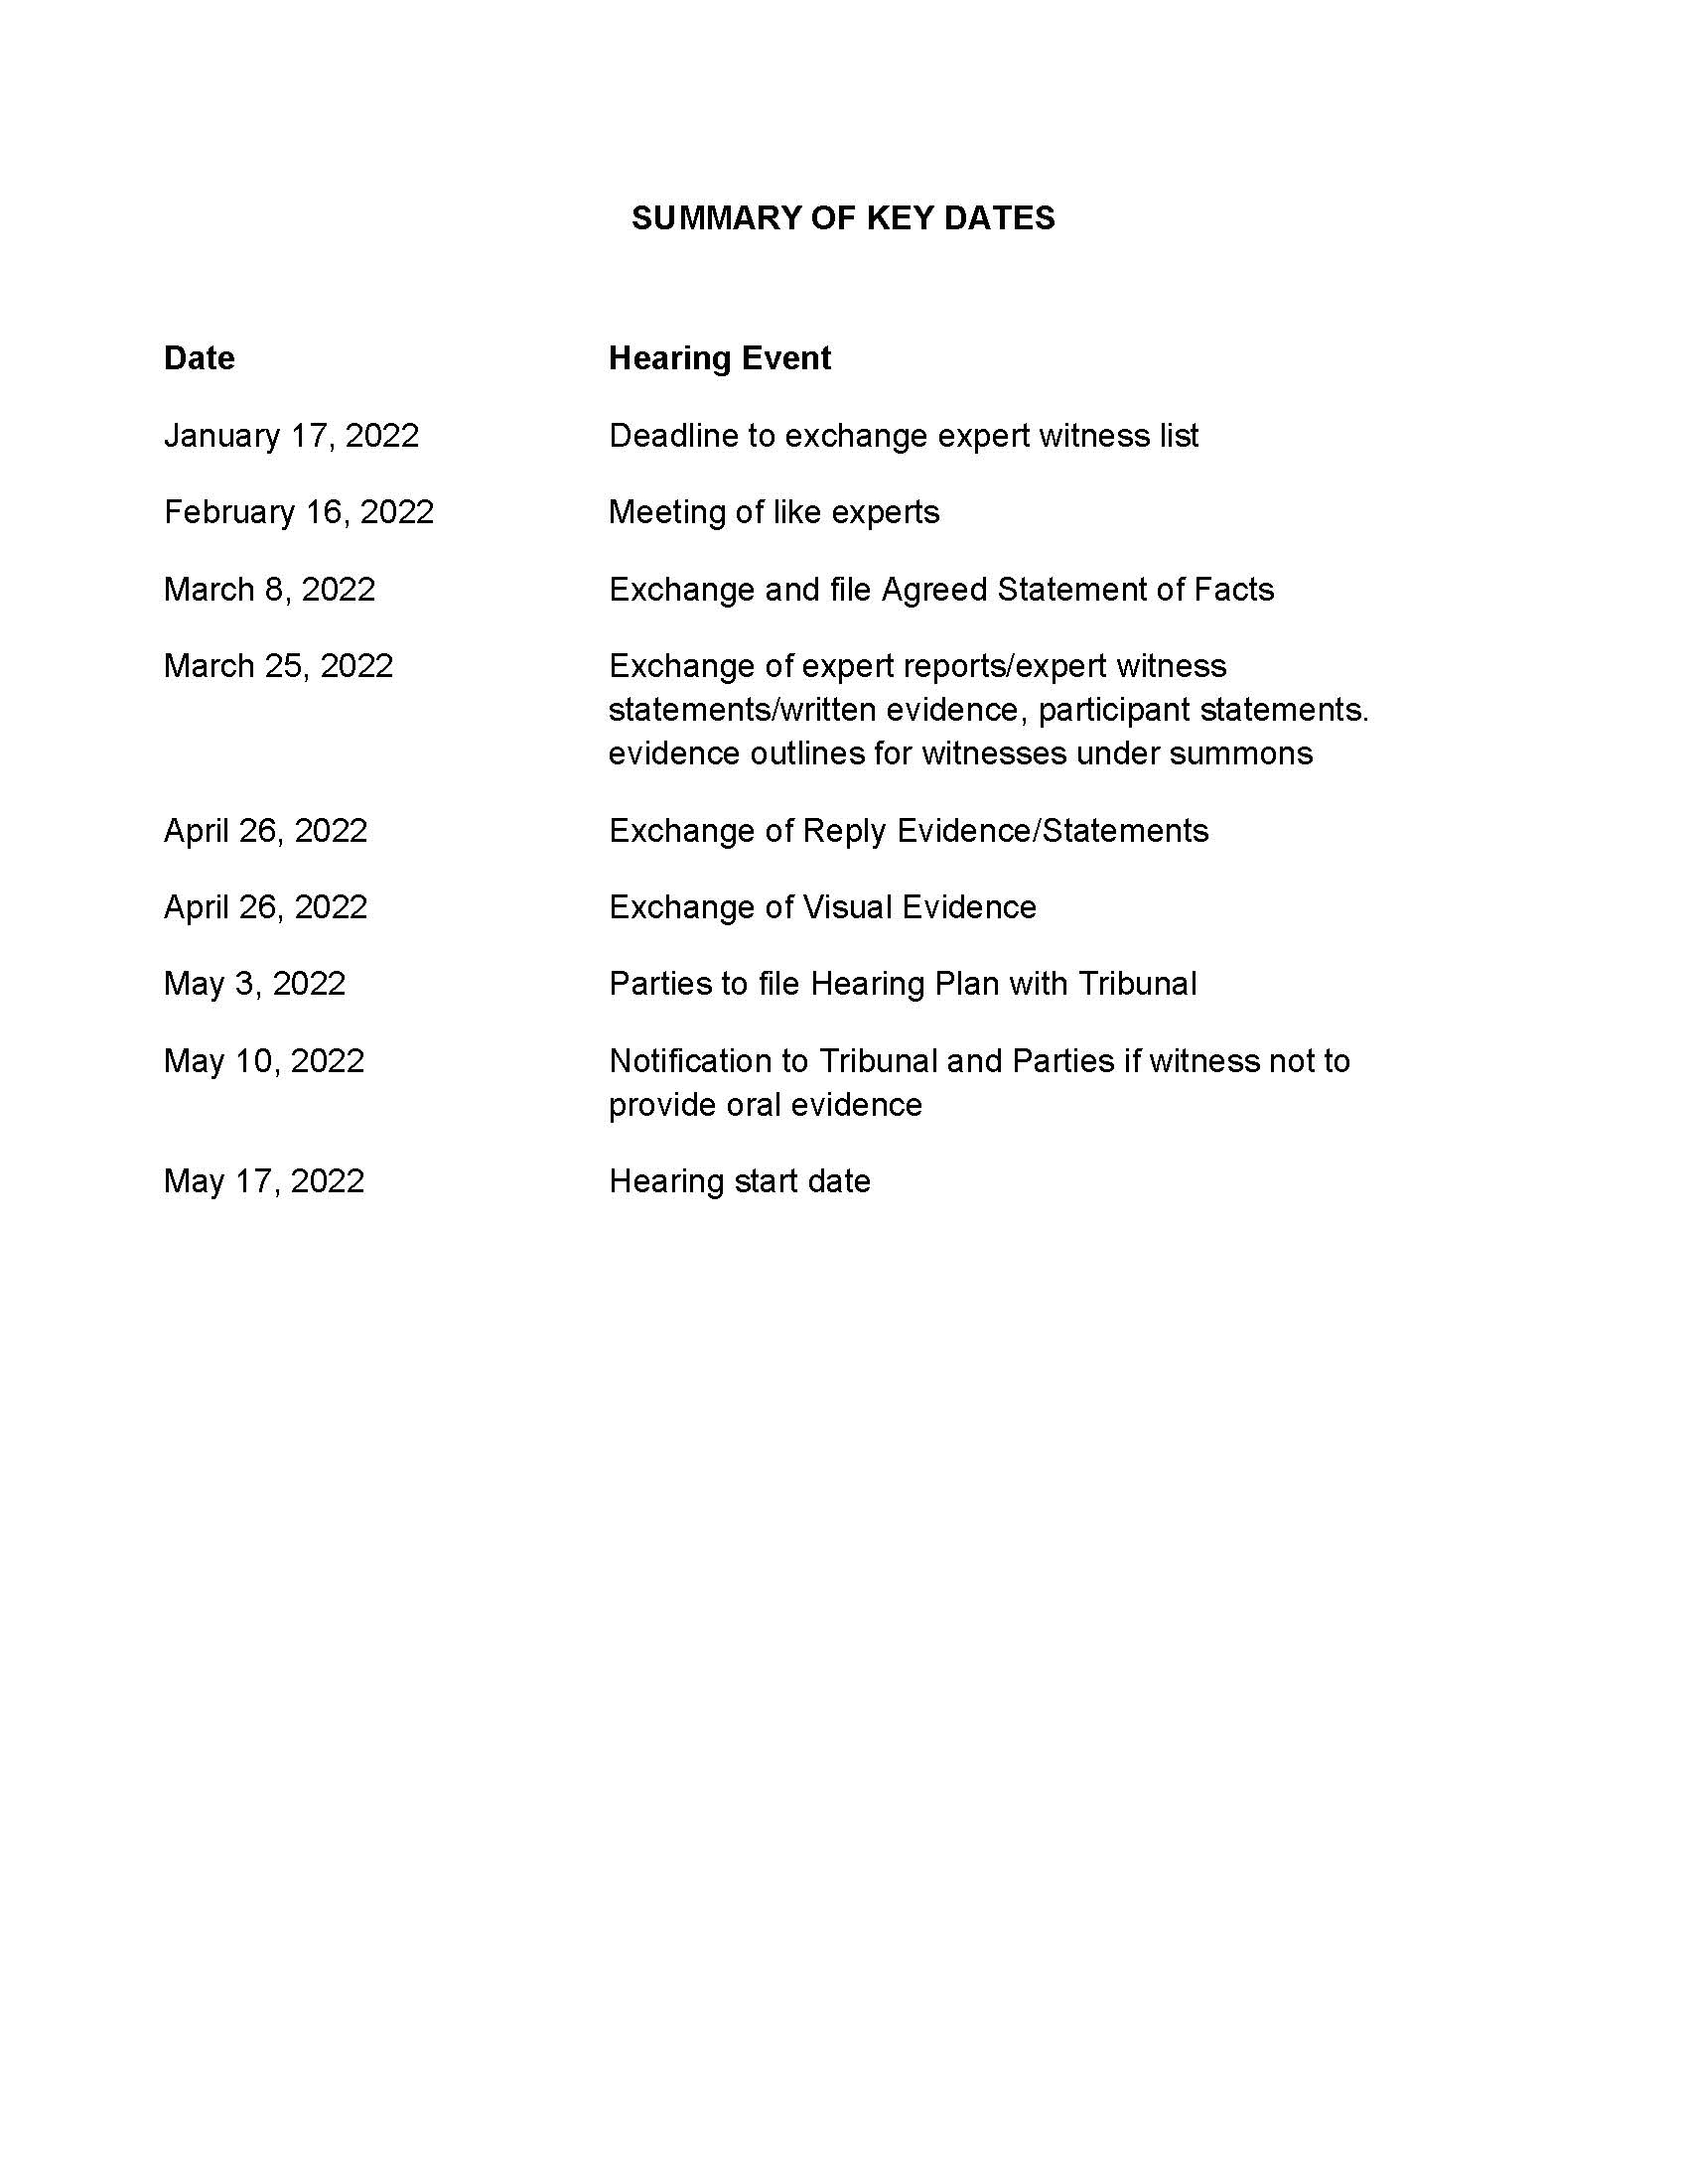 SUMMARY OF KEY DATES
Date Hearing Event
January 17, 2022 Deadline to exchange expert witness list
February 16, 2022 Meeting of like experts
March 8, 2022 Exchange and file Agreed Statement of Facts
March 25, 2022 Exchange of expert reports/expert witness
statements/written evidence, participant statements.
evidence outlines for witnesses under summons
April 26, 2022 Exchange of Reply Evidence/Statements
April 26, 2022 Exchange of Visual Evidence
May 3, 2022 Parties to file Hearing Plan with Tribunal
May 10, 2022 Notification to Tribunal and Parties if witness not to
provide oral evidence
May 17, 2022 Hearing start date